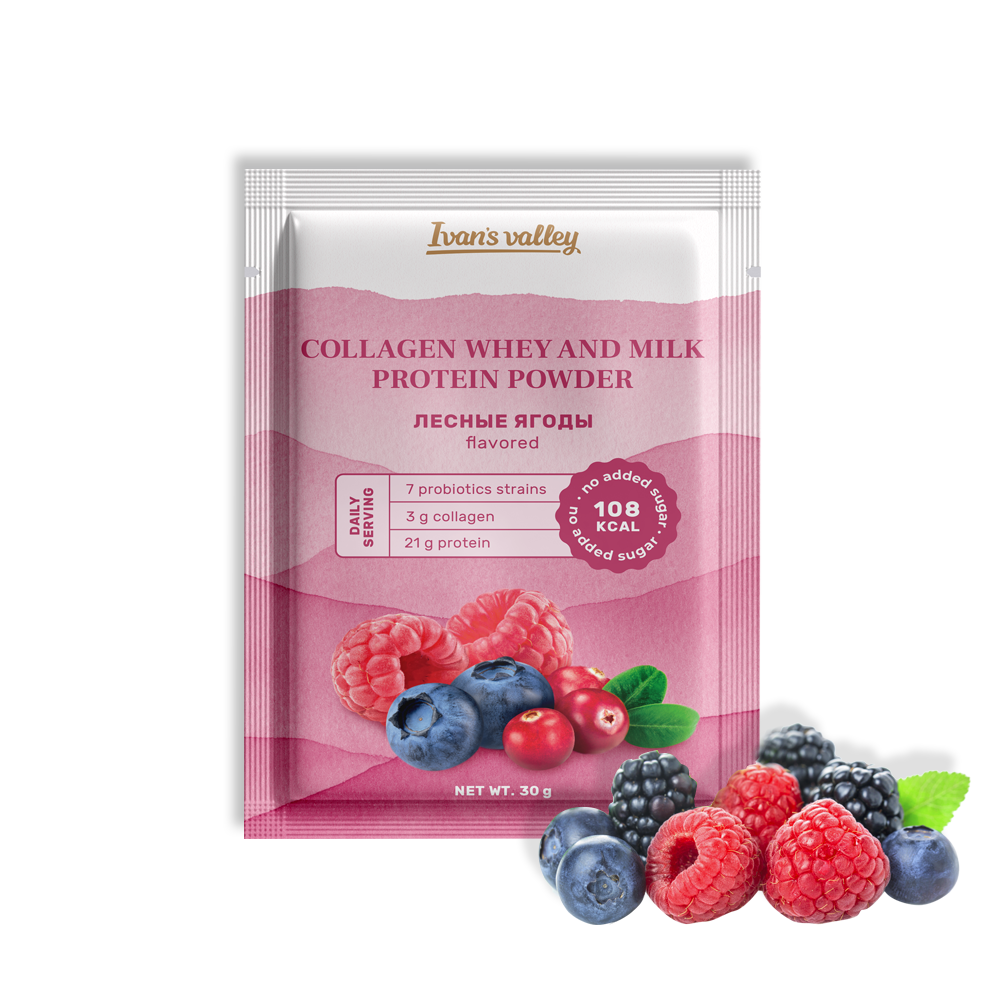 Ivan's valley
COLLAGEN WHEY AND MILK
PROTEIN POWDER
ЛЕСНЫЕ ЯГОДЫ
flavored
DAILY
SERVING
7 probiotics strains
3 g collagen
21 g protein
no added sugar ·
108
KCAL
no added sugar ·
NET WT. 30 g